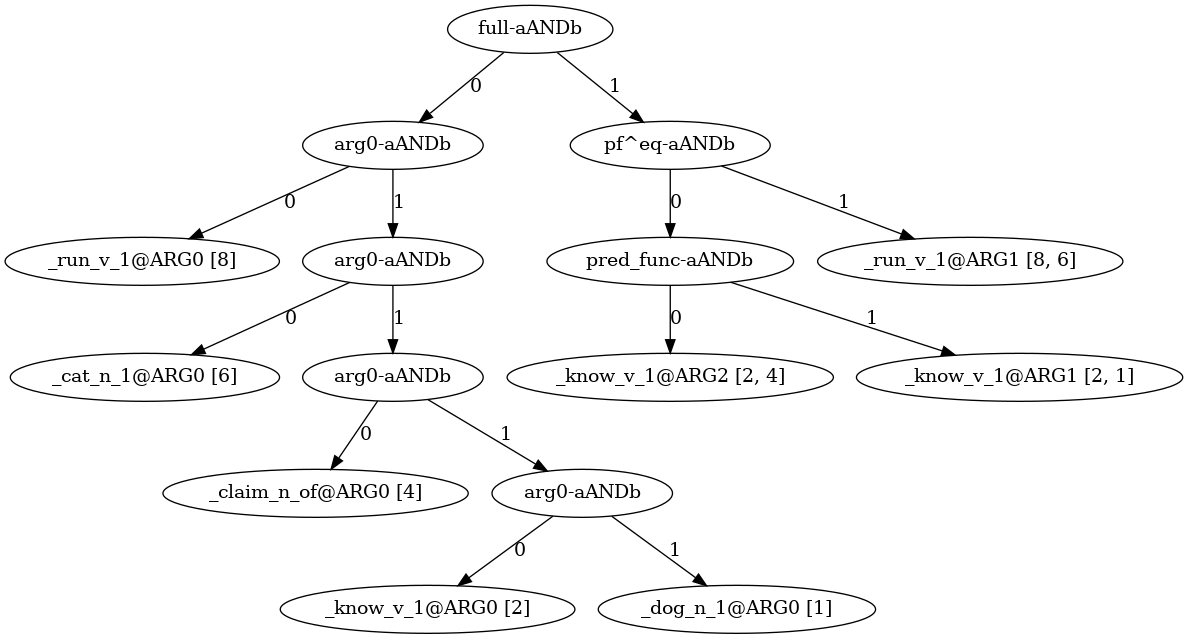 full-aANDb
0 1
arg0-aANDb pf^eq-aANDb
0 1 0 1
_run_v_1@ARG0 [8] arg0-aANDb pred_func-aANDb _run_v_1@ARG1 [8, 6]
0 1 0 1
_cat_n_1@ARG0 [6] arg0-aANDb _know_v_1@ARG2 [2, 4] _know_v_1@ARG1 [2, 1]
0 1
_claim_n_of@ARG0 [4] arg0-aANDb
0 1
_know_v_1@ARG0 [2] _dog_n_1@ARG0 [1]